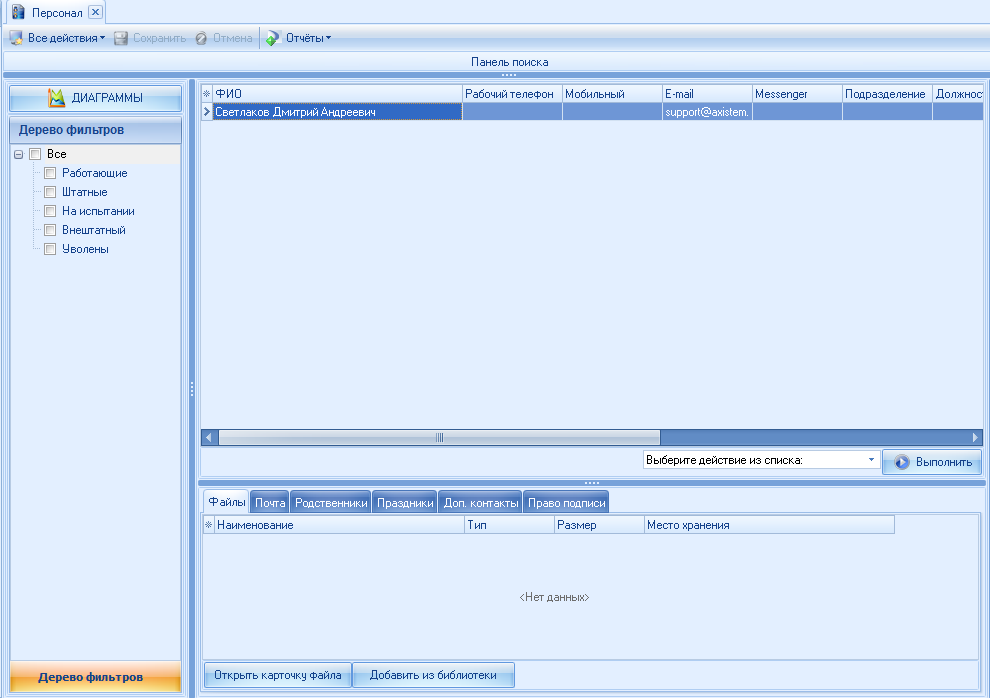 Персонал
Все действия Сохранить Отмена Отчёты
Панель поиска
ДИАГРАММЫ
Дерево фильтров
Все
Работающие
Штатные
На испытании
Внештатный
Уволены
Дерево фильтров
ФИО Рабочий телефон Мобильный E-mail Messenger Подразделение Должнос
Светлаков Дмитрий Андреевич support@axistem.
Выберите действие из списка: Выполнить
Файлы Почта Родственники Праздники Доп. контакты Право подписи
Наименование Тип Размер Место хранения
<Нет данных>
Открыть карточку файла Добавить из библиотеки